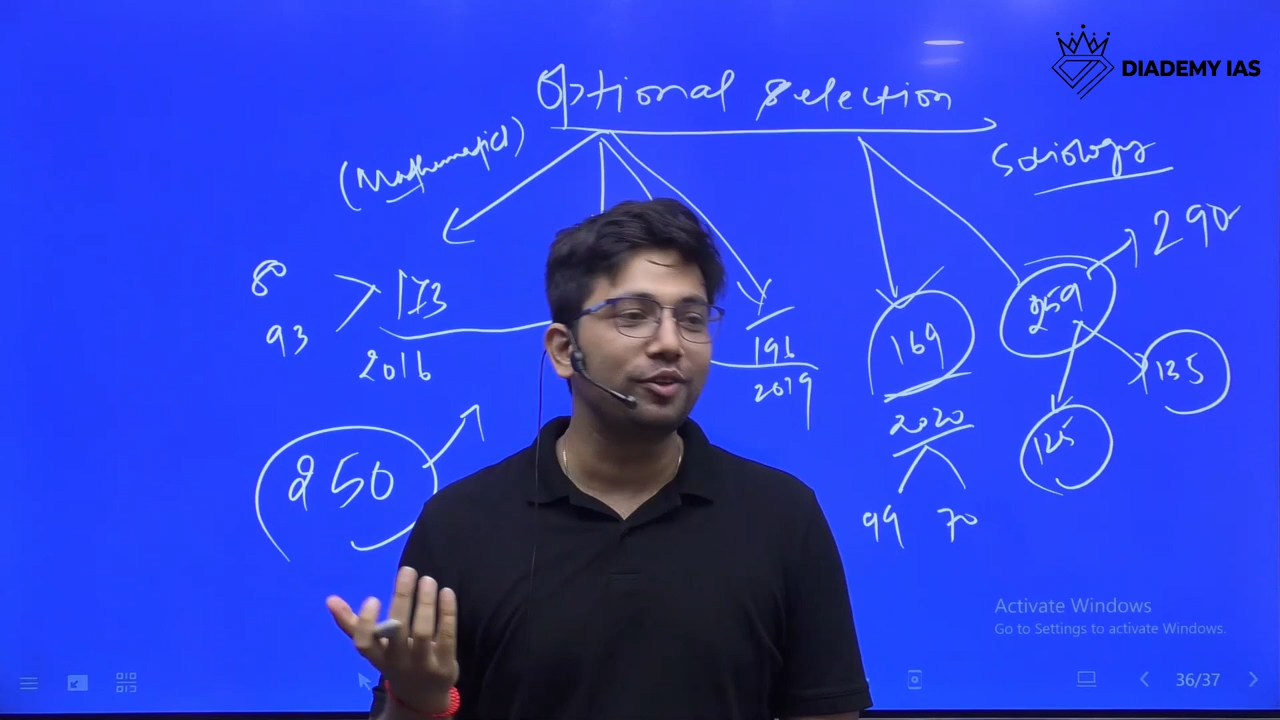 DIADEMY IAS
Optional Selection
(Mathematics)
Sociology
80
93
173
2016
191
2019
169
2020
99 70
259
290
135
125
250
Activate Windows
Go to Settings to activate Windows.
36/37